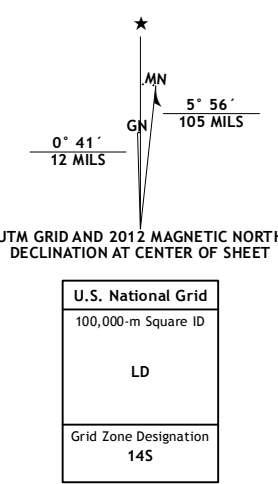 ★
MN
GN
5° 56´
105 MILS
0° 41´
12 MILS
UTM GRID AND 2012 MAGNETIC NORTH
DECLINATION AT CENTER OF SHEET
U.S. National Grid
100,000-m Square ID
LD
Grid Zone Designation
14S